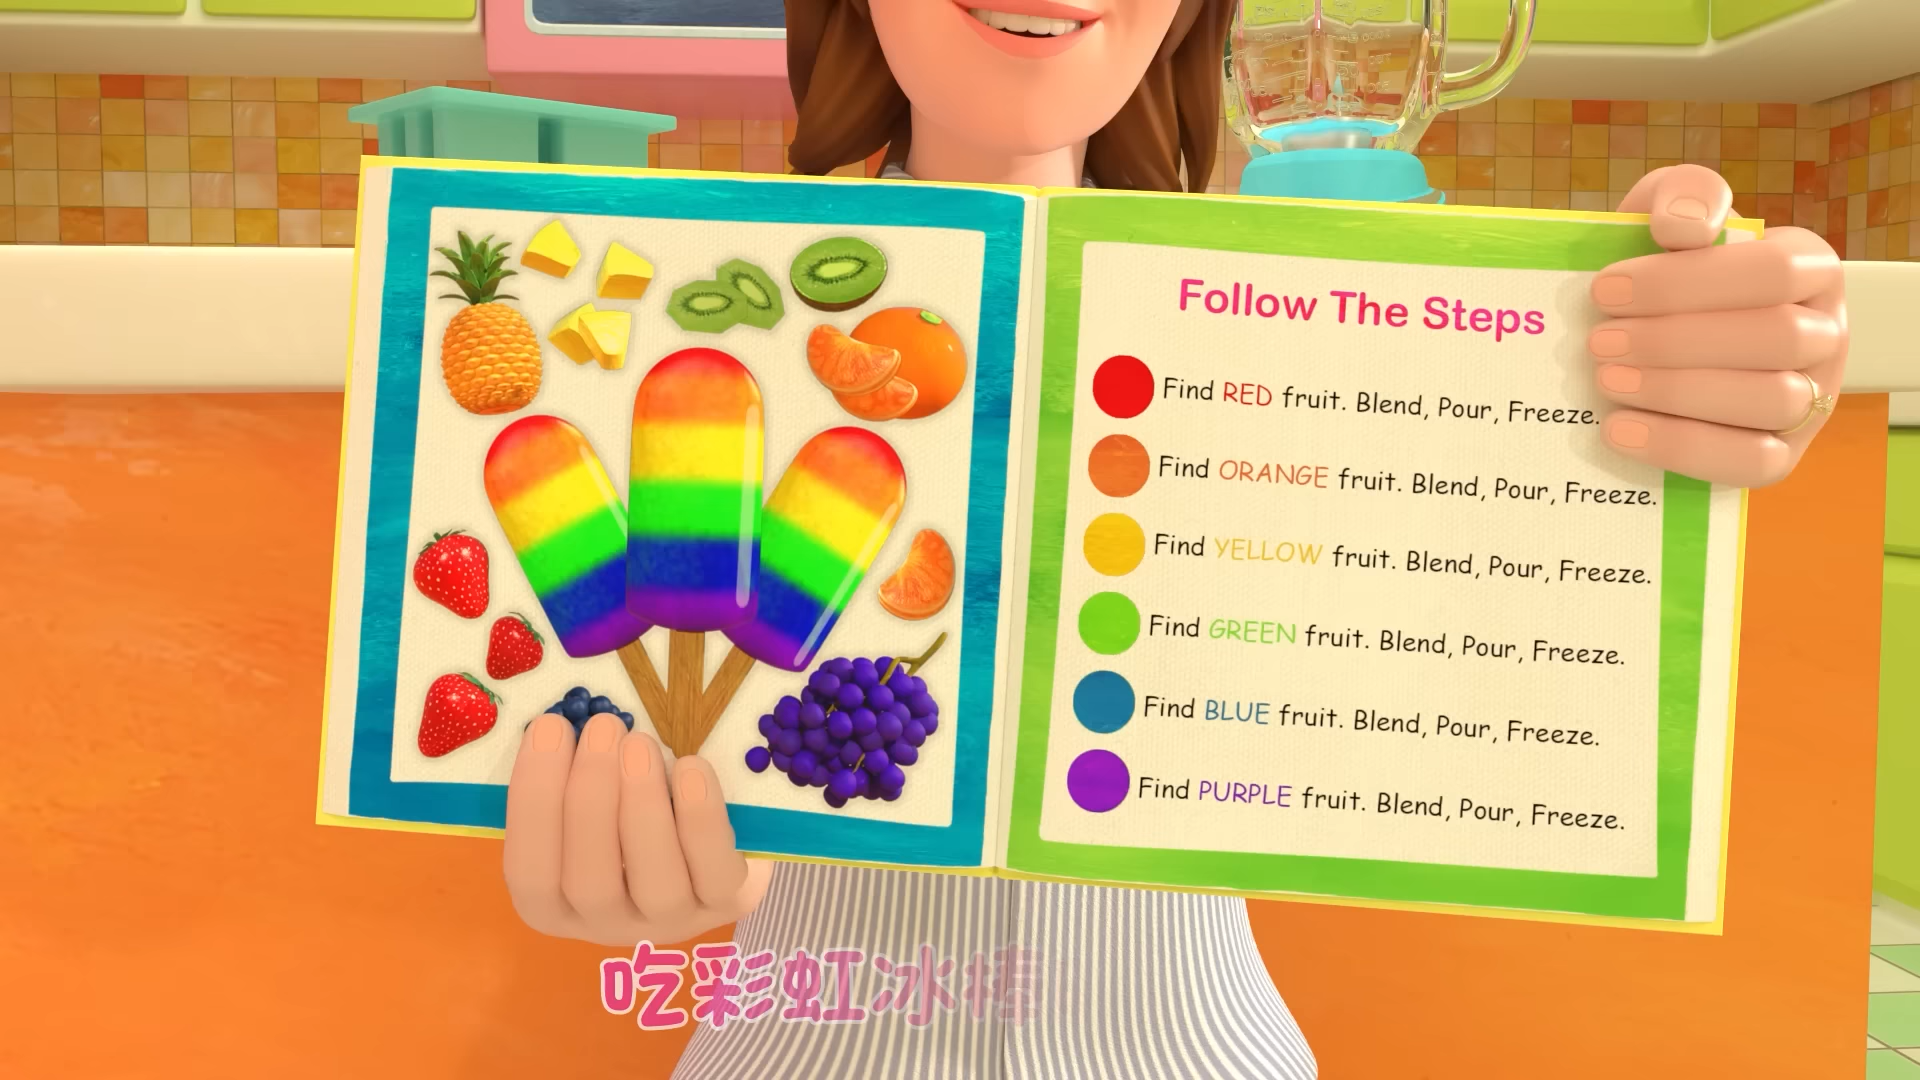 Follow The Steps
Find RED fruit. Blend, Pour, Freeze.
Find ORANGE fruit. Blend, Pour, Freeze.
Find YELLOW fruit. Blend, Pour, Freeze.
Find GREEN fruit. Blend, Pour, Freeze.
Find BLUE fruit. Blend, Pour, Freeze.
Find PURPLE fruit. Blend, Pour, Freeze.
吃彩虹冰棒